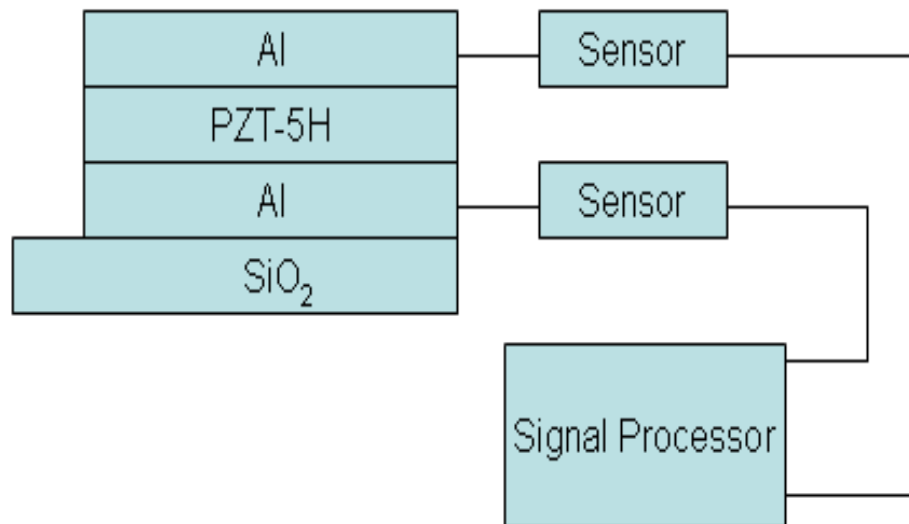 Al
Sensor
PZT-5H
Al
Sensor
SiO₂
Signal Processor